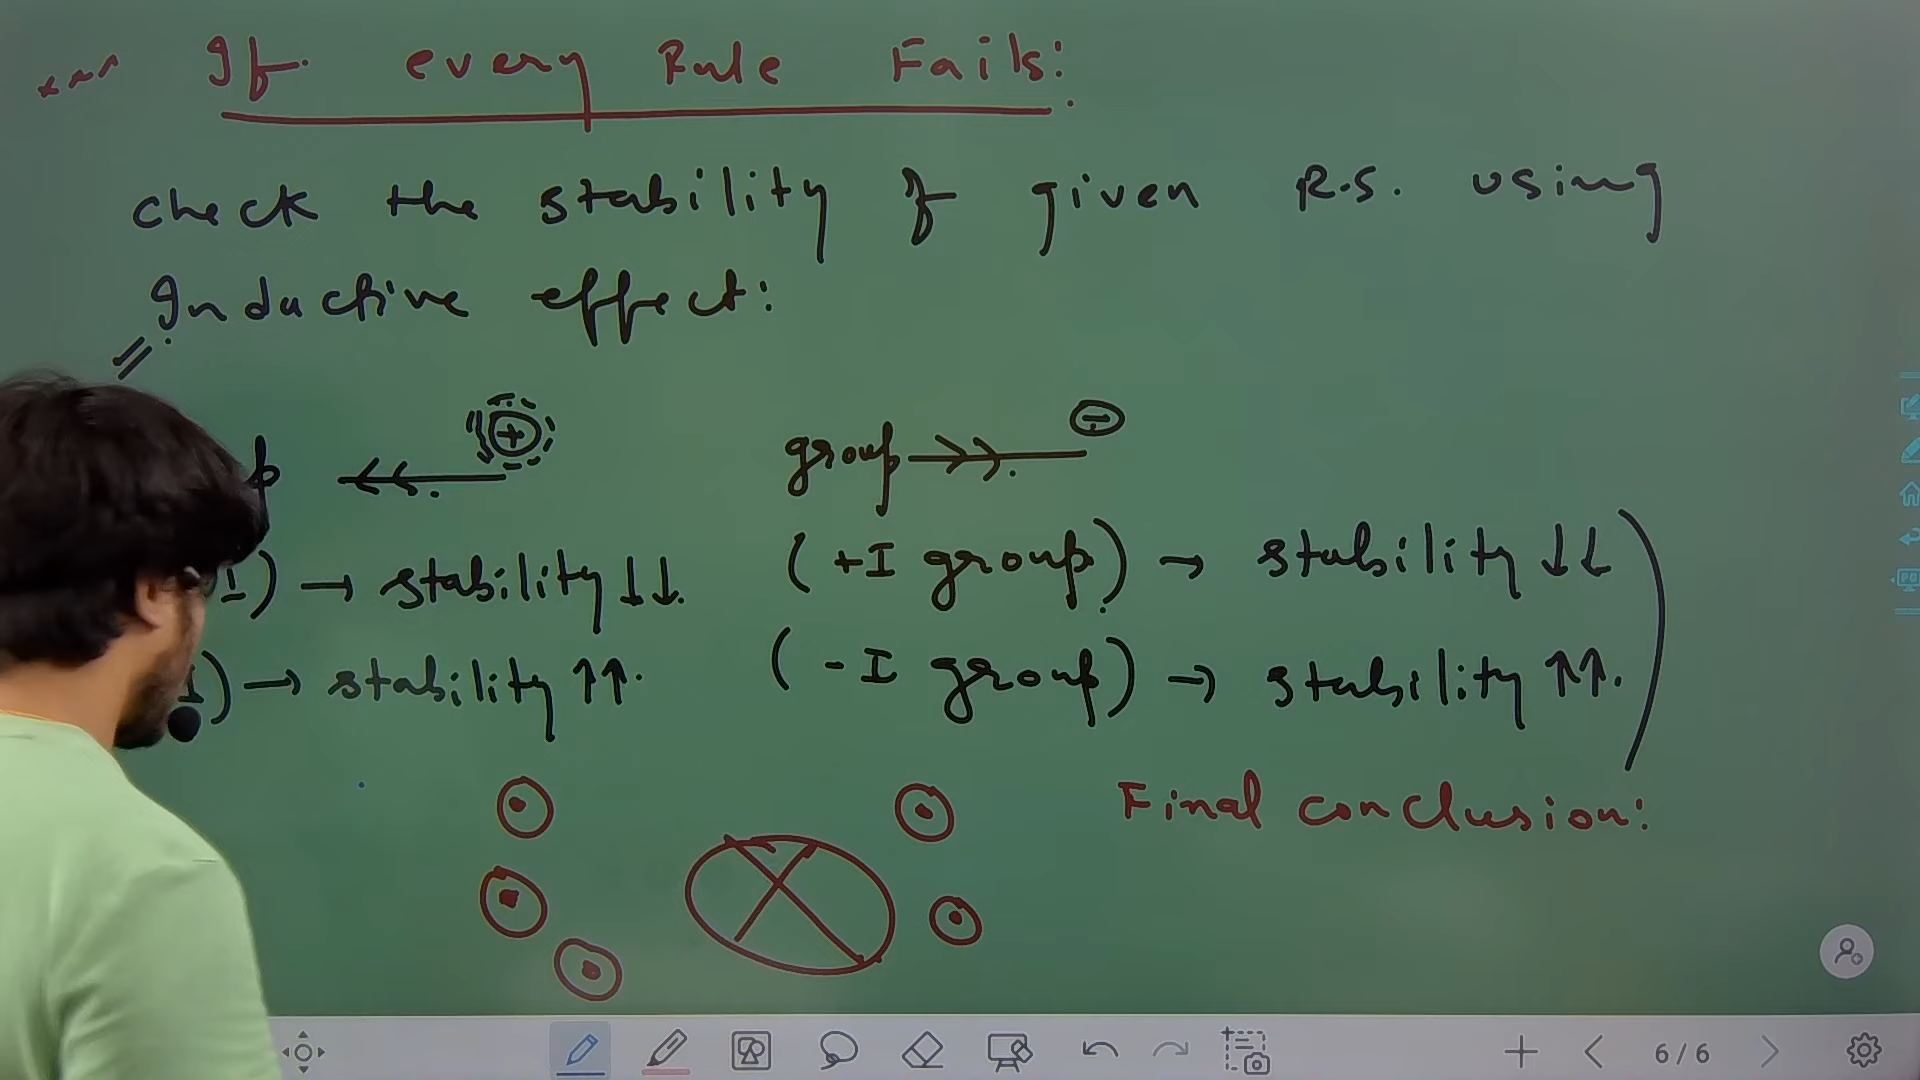 If every Rule Fails:
check the stability of given R.S. using
Inductive effect:
⊕
group
⊖
→ stability ↓↓.
(+I group) → stability ↓↓
→ stability ↑↑.
(-I group) → stability ↑↑.
Final conclusion:
6/6